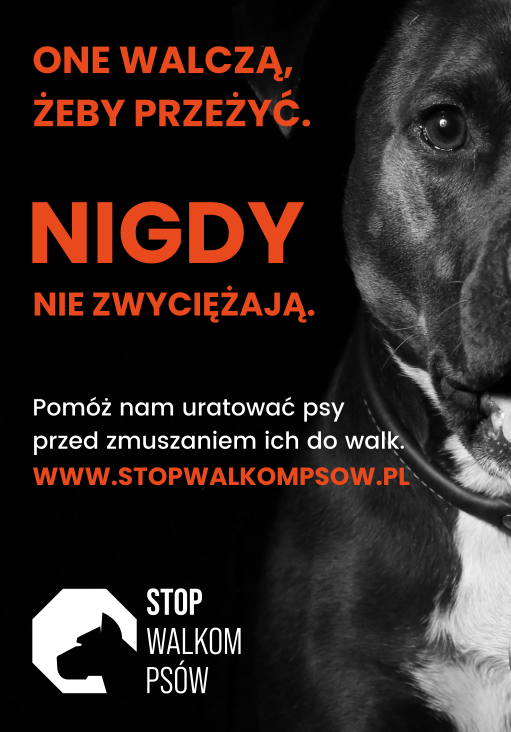 ONE WALCZĄ,
ŻEBY PRZEŻYĆ.
NIGDY
NIE ZWYCIĘŻAJĄ.
Pomóż nam uratować psy
przed zmuszaniem ich do walk.
WWW.STOPWALKOMPSOW.PL
STOP
WALKOM
PSÓW